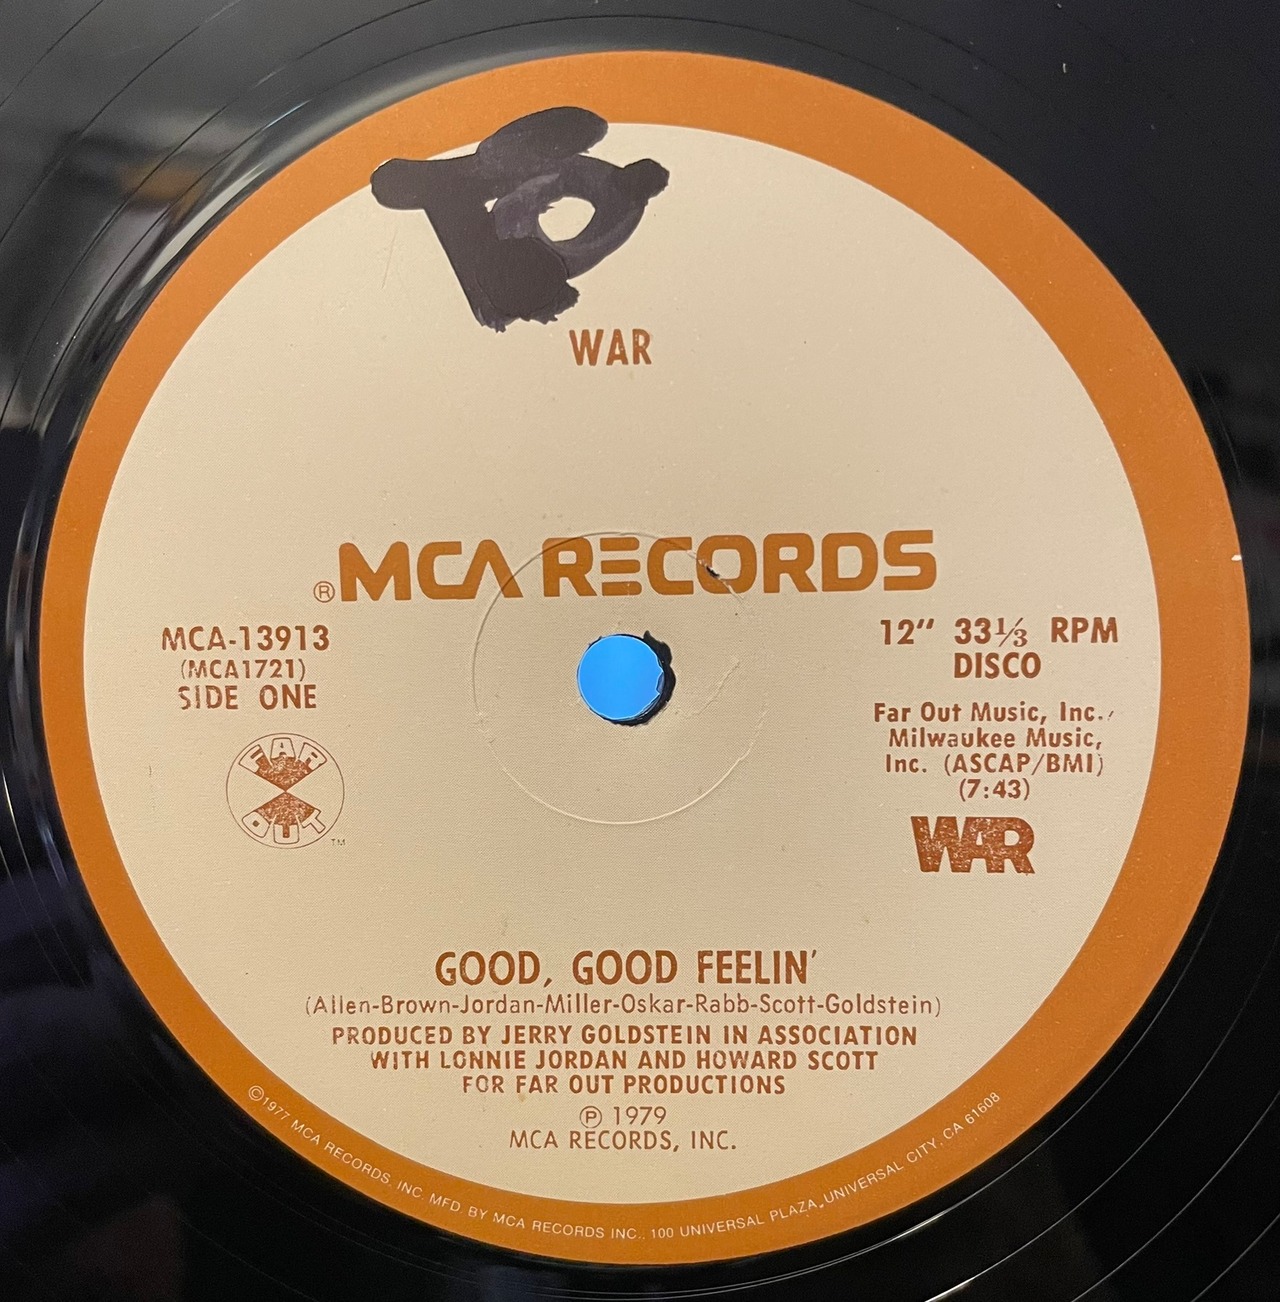 WAR
®MCA RECORDS
MCA-13913
(MCA1721)
SIDE ONE
FAR
OUT
TM
12" 33⅓ RPM
DISCO
Far Out Music, Inc./
Milwaukee Music,
Inc. (ASCAP/BMI)
(7:43)
WAR
GOOD, GOOD FEELIN'
(Allen-Brown-Jordan-Miller-Oskar-Rabb-Scott-Goldstein)
PRODUCED BY JERRY GOLDSTEIN IN ASSOCIATION
WITH LONNIE JORDAN AND HOWARD SCOTT
FOR FAR OUT PRODUCTIONS
℗ 1979
MCA RECORDS, INC.
©1977 MCA RECORDS, INC. MFD. BY MCA RECORDS INC., 100 UNIVERSAL PLAZA, UNIVERSAL CITY, CA 61608